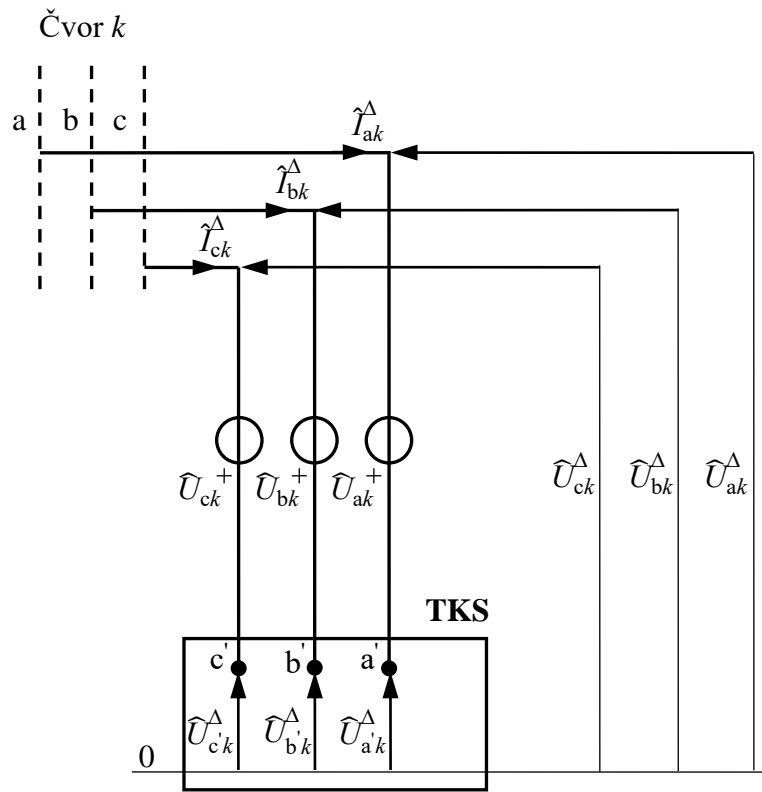 Čvor k
a b c
Î^Δ_ak
Î^Δ_bk
Î^Δ_ck
Û_ck + Û_bk + Û_ak +
Û^Δ_ck Û^Δ_bk Û^Δ_ak
TKS
c' b' a'
Û^Δ_c'k Û^Δ_b'k Û^Δ_a'k
0